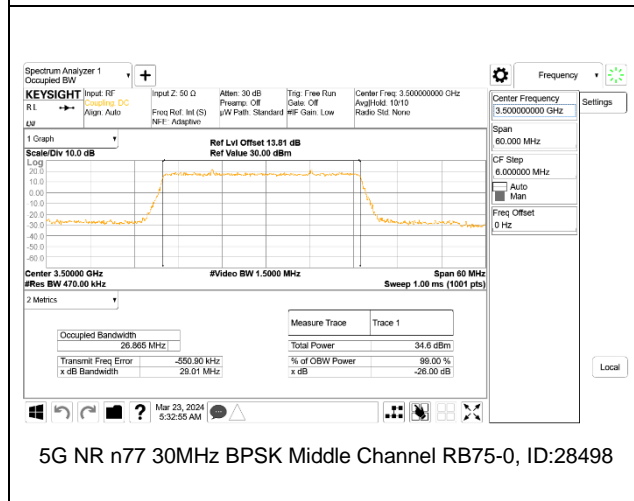 Spectrum Analyzer 1
Occupied BW
Frequency
KEYSIGHT
Input: RF
Coupling: DC
Align: Auto
RL
Input Z: 50 Ω
Freq Ref: Int (S)
NFE: Adaptive
Atten: 30 dB
Preamp: Off
µW Path: Standard
Trig: Free Run
Gate: Off
#IF Gain: Low
Center Freq: 3.500000000 GHz
Avg|Hold: 10/10
Radio Std: None
Center Frequency
3.500000000 GHz
Settings
Span
60.000 MHz
CF Step
6.000000 MHz
Auto
Man
Freq Offset
0 Hz
1 Graph
Scale/Div 10.0 dB
Ref Lvl Offset 13.81 dB
Ref Value 30.00 dBm
Log
20.0
10.0
0.00
-10.0
-20.0
-30.0
-40.0
-50.0
-60.0
Center 3.50000 GHz
#Video BW 1.5000 MHz
Span 60 MHz
#Res BW 470.00 kHz
Sweep 1.00 ms (1001 pts)
2 Metrics
Measure Trace
Trace 1
Occupied Bandwidth
26.865 MHz
Total Power
34.6 dBm
Transmit Freq Error
-550.90 kHz
% of OBW Power
99.00 %
x dB Bandwidth
29.01 MHz
x dB
-26.00 dB
Local
?
Mar 23, 2024
5:32:55 AM
5G NR n77 30MHz BPSK Middle Channel RB75-0, ID:28498